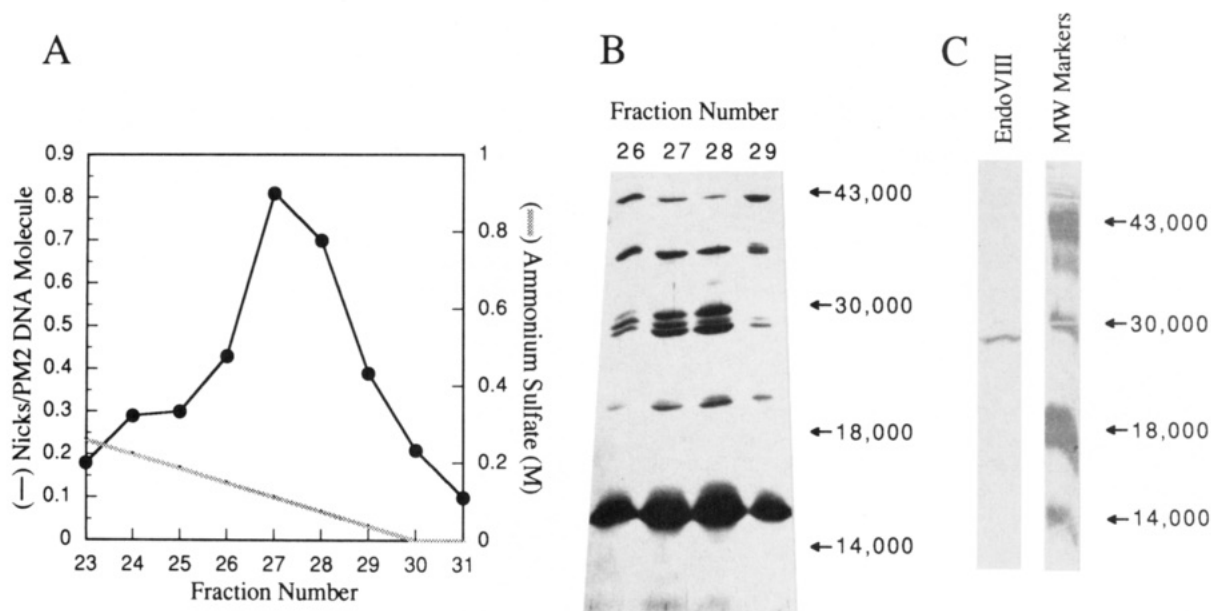 A
(—) Nicks/PM2 DNA Molecule
0.9
0.8
0.7
0.6
0.5
0.4
0.3
0.2
0.1
0
23 24 25 26 27 28 29 30 31
Fraction Number
1
0.8
0.6
0.4
0.2
0
() Ammonium Sulfate (M)
B
Fraction Number
26 27 28 29
←43,000
←30,000
←18,000
←14,000
C
EndoVIII
MW Markers
←43,000
←30,000
←18,000
←14,000